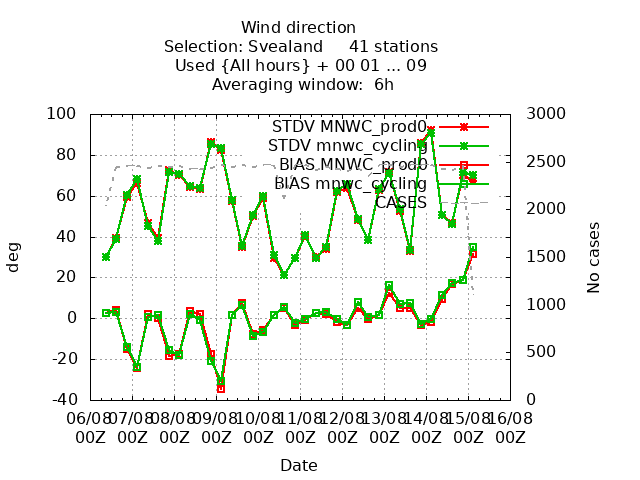 Wind direction
Selection: Svealand 41 stations
Used {All hours} + 00 01 ... 09
Averaging window: 6h
100 3000
STDV MNWC_prod0
STDV mnwc_cycling
BIAS MNWC_prod0
BIAS mnwc_cycling
CASES
80 2500
60 2000
40 1500
20 1000
0 500
-20
-40 0
deg
No cases
06/08 07/08 08/08 09/08 10/08 11/08 12/08 13/08 14/08 15/08 16/08
00Z 00Z 00Z 00Z 00Z 00Z 00Z 00Z 00Z 00Z 00Z
Date